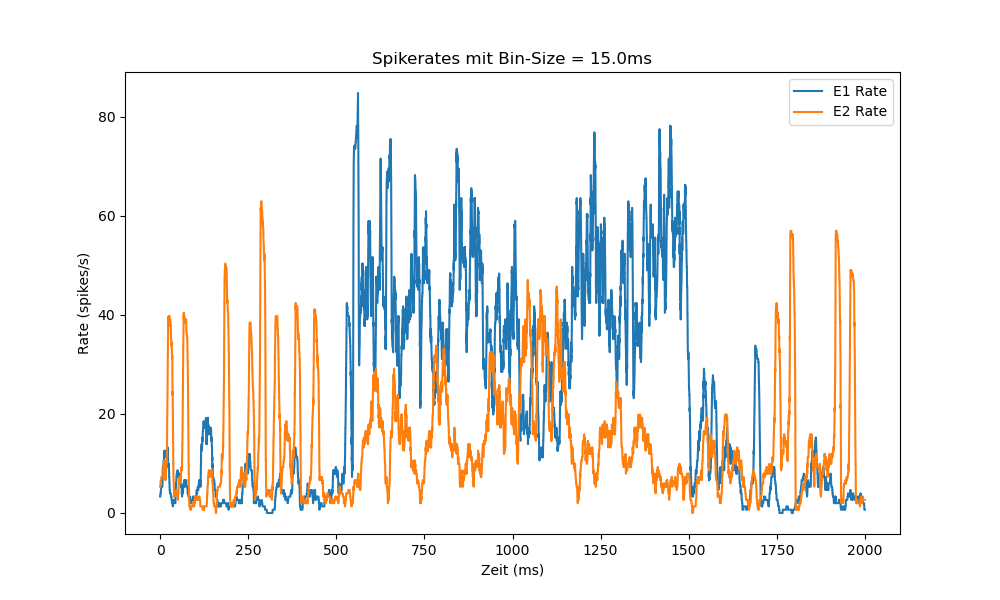 Spikerates mit Bin-Size = 15.0ms
E1 Rate
E2 Rate
80
60
40
20
0
Rate (spikes/s)
0 250 500 750 1000 1250 1500 1750 2000
Zeit (ms)